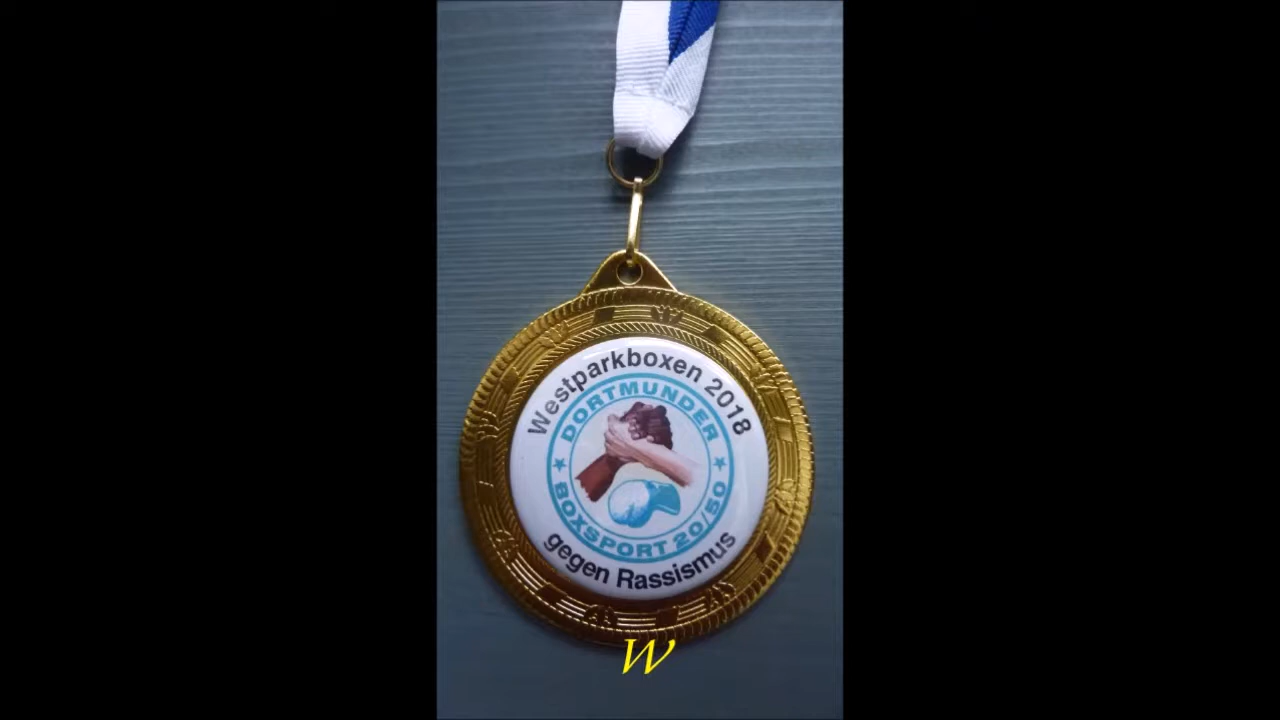 Westparkboxen 2018
DORTMUNDER
BOXSPORT 20/50
gegen Rassismus
W